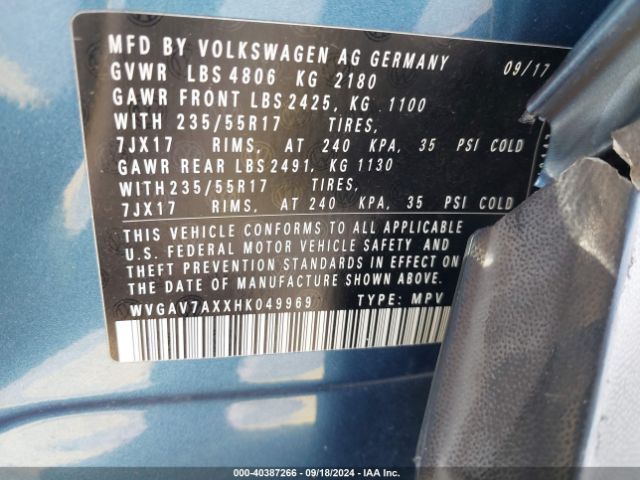 MFD BY VOLKSWAGEN AG GERMANY 09/17
GVWR LBS 4806 KG 2180
GAWR FRONT LBS 2425, KG 1100
WITH 235/55R17 TIRES,
7JX17 RIMS, AT 240 KPA, 35 PSI COLD
GAWR REAR LBS 2491, KG 1130
WITH 235/55R17 TIRES,
7JX17 RIMS, AT 240 KPA, 35 PSI COLD
THIS VEHICLE CONFORMS TO ALL APPLICABLE
U.S. FEDERAL MOTOR VEHICLE SAFETY AND
THEFT PREVENTION STANDARDS IN EFFECT ON
THE DATE OF MANUFACTURE SHOWN ABOVE.
WVGAV7AXXHK049969 TYPE: MPV
000-40387266 - 09/18/2024 - IAA Inc.